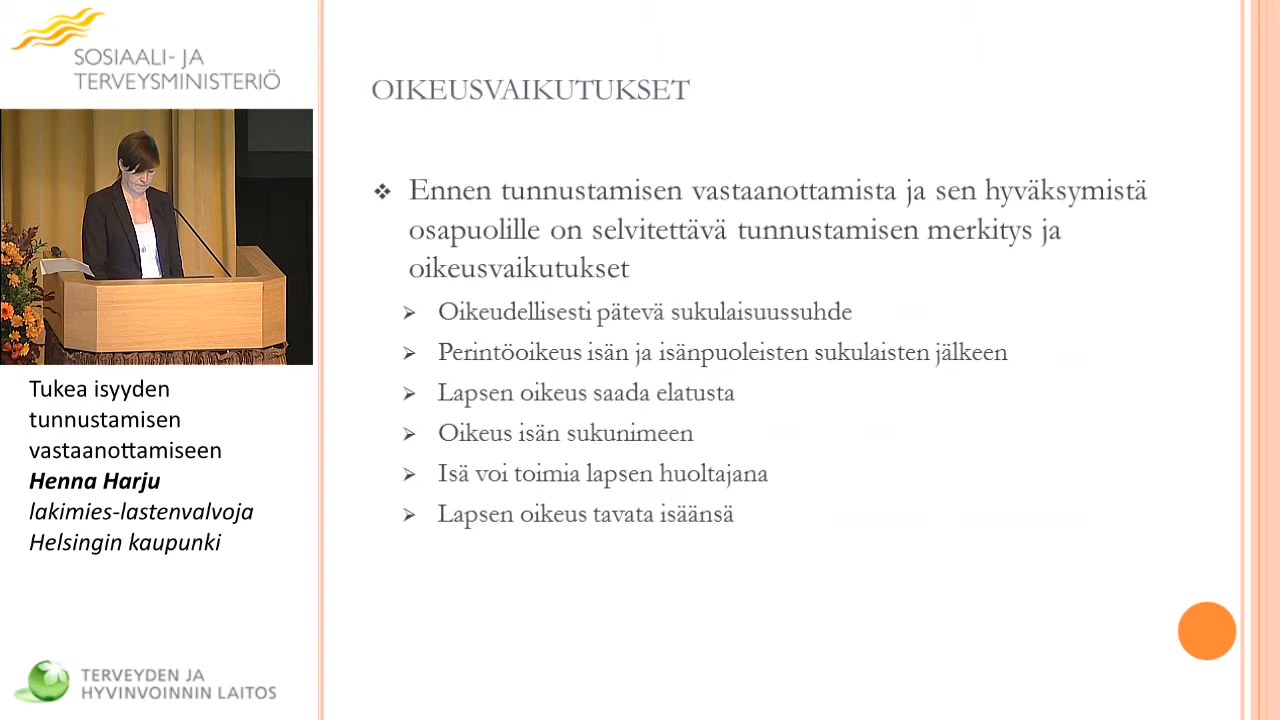 SOSIAALI- JA
TERVEYSMINISTERIÖ
Tukea isyyden
tunnustamisen
vastaanottamiseen
Henna Harju
lakimies-lastenvalvoja
Helsingin kaupunki
TERVEYDEN JA
HYVINVOINNIN LAITOS
OIKEUSVAIKUTUKSET
Ennen tunnustamisen vastaanottamista ja sen hyväksymistä
osapuolille on selvitettävä tunnustamisen merkitys ja
oikeusvaikutukset
Oikeudellisesti pätevä sukulaisuussuhde
Perintöoikeus isän ja isänpuoleisten sukulaisten jälkeen
Lapsen oikeus saada elatusta
Oikeus isän sukunimeen
Isä voi toimia lapsen huoltajana
Lapsen oikeus tavata isäänsä